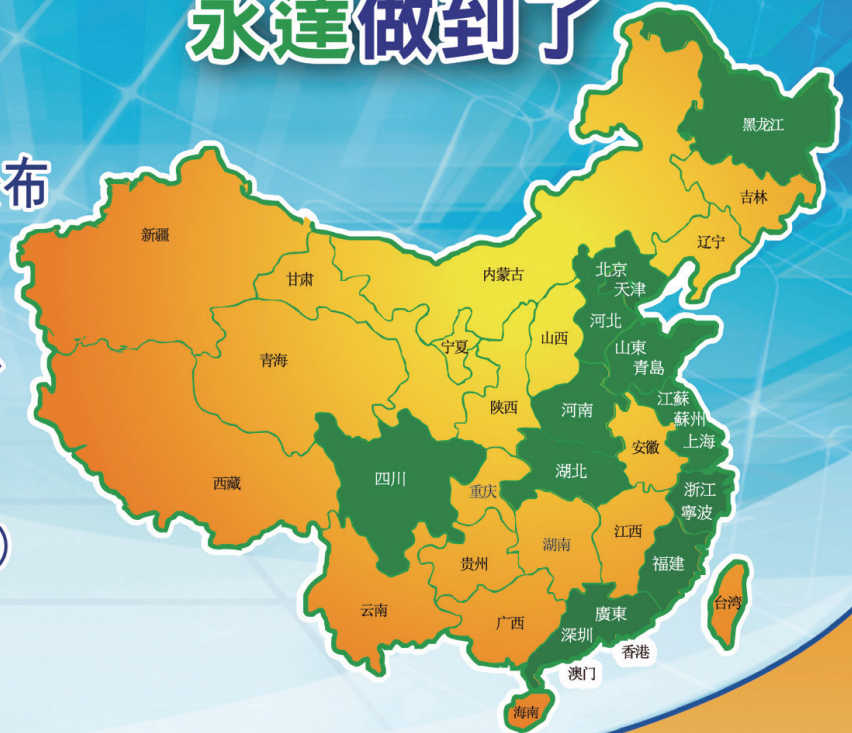 永達做到了
布
黑龙江
吉林
新疆
辽宁
内蒙古
北京
天津
甘肃
河北
山西
山東
宁夏
青海
青島
江蘇
陕西
河南
蘇州
上海
安徽
湖北
四川
西藏
重庆
浙江
寧波
江西
湖南
贵州
福建
云南
台湾
廣東
广西
深圳
香港
澳门
海南